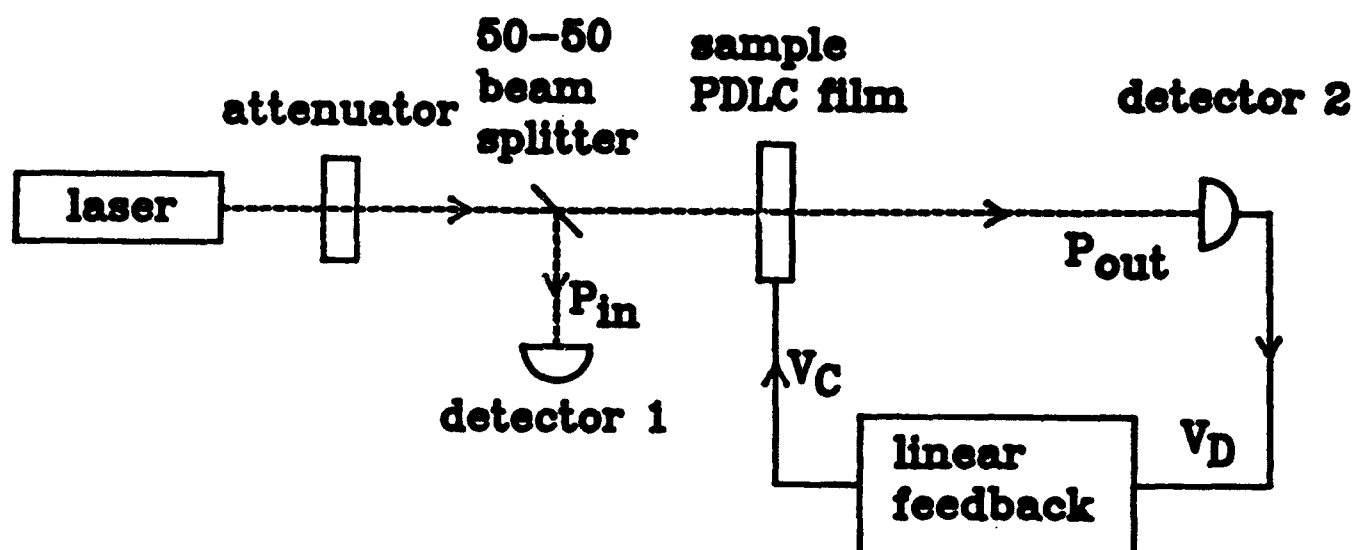 50-50
beam
splitter
sample
PDLC film
detector 2
attenuator
laser
P_out
P_in
detector 1
V_C
V_D
linear
feedback